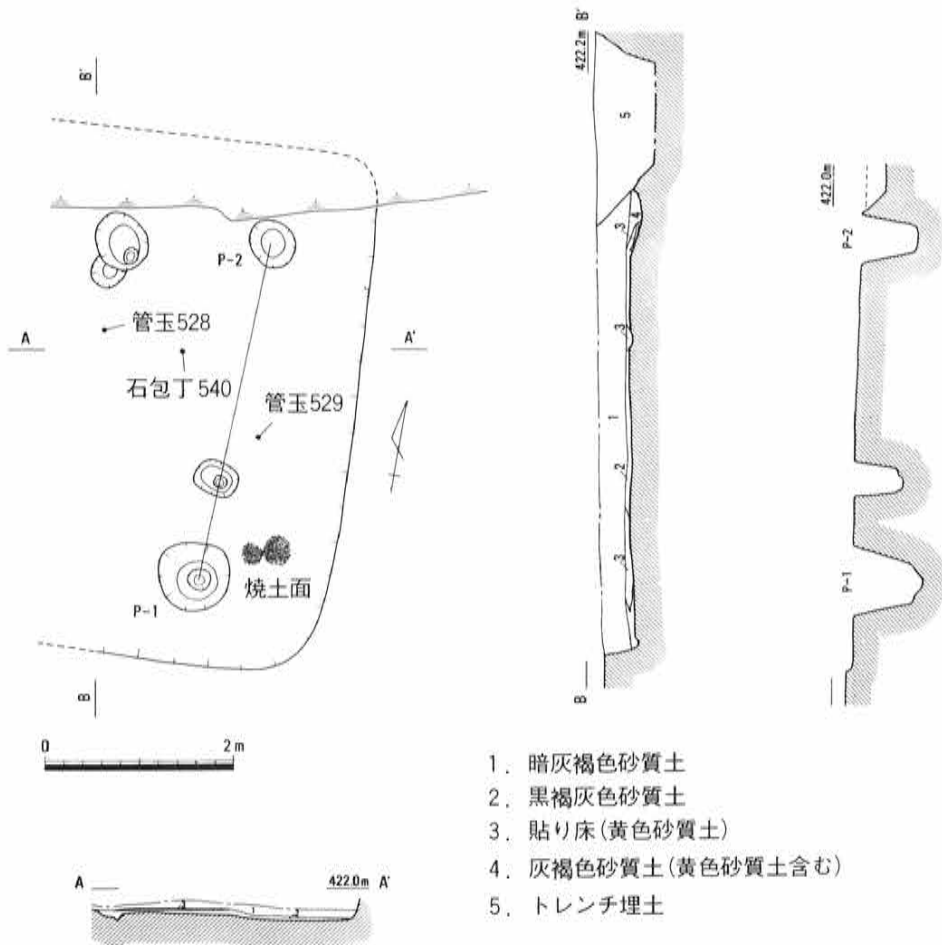 B'
P-2
管玉528
A
A'
石包丁540
管玉529
焼土面
P-1
B
0 2m
A 422.0m A'
1
2
3
422.2m B'
5
4
3
3
1
2
3
B
422.0m
P-2
P-1
1. 暗灰褐色砂質土
2. 黒褐灰色砂質土
3. 貼り床(黄色砂質土)
4. 灰褐色砂質土(黄色砂質土含む)
5. トレンチ埋土